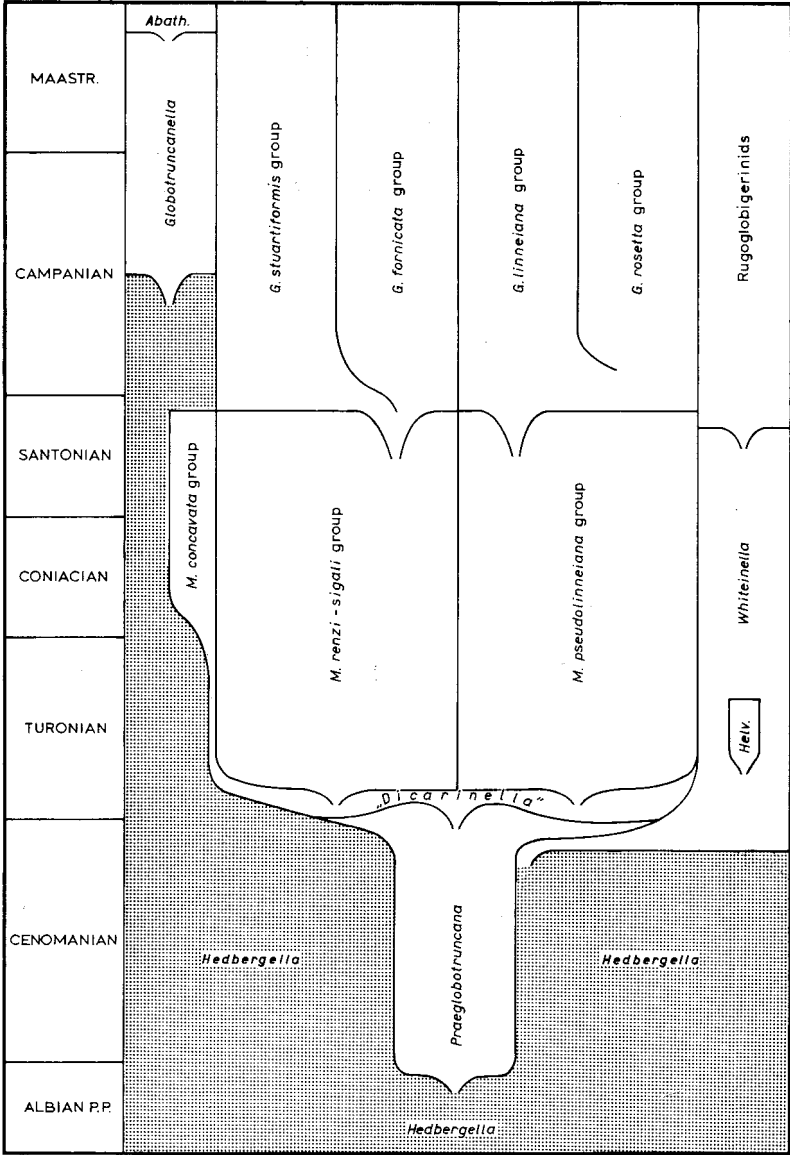 Abath.
MAASTR.
Globotruncanella
G. stuartiformis group
G. fornicata group
G. linneiana group
G. rosetta group
Rugoglobigerinids
CAMPANIAN
SANTONIAN
M. concavata group
M. renzi - sigali group
M. pseudolinneiana group
Whiteinella
CONIACIAN
TURONIAN
Helv.
„Dicarinella”
CENOMANIAN
Hedbergella
Praeglobotruncana
Hedbergella
ALBIAN P.P.
Hedbergella